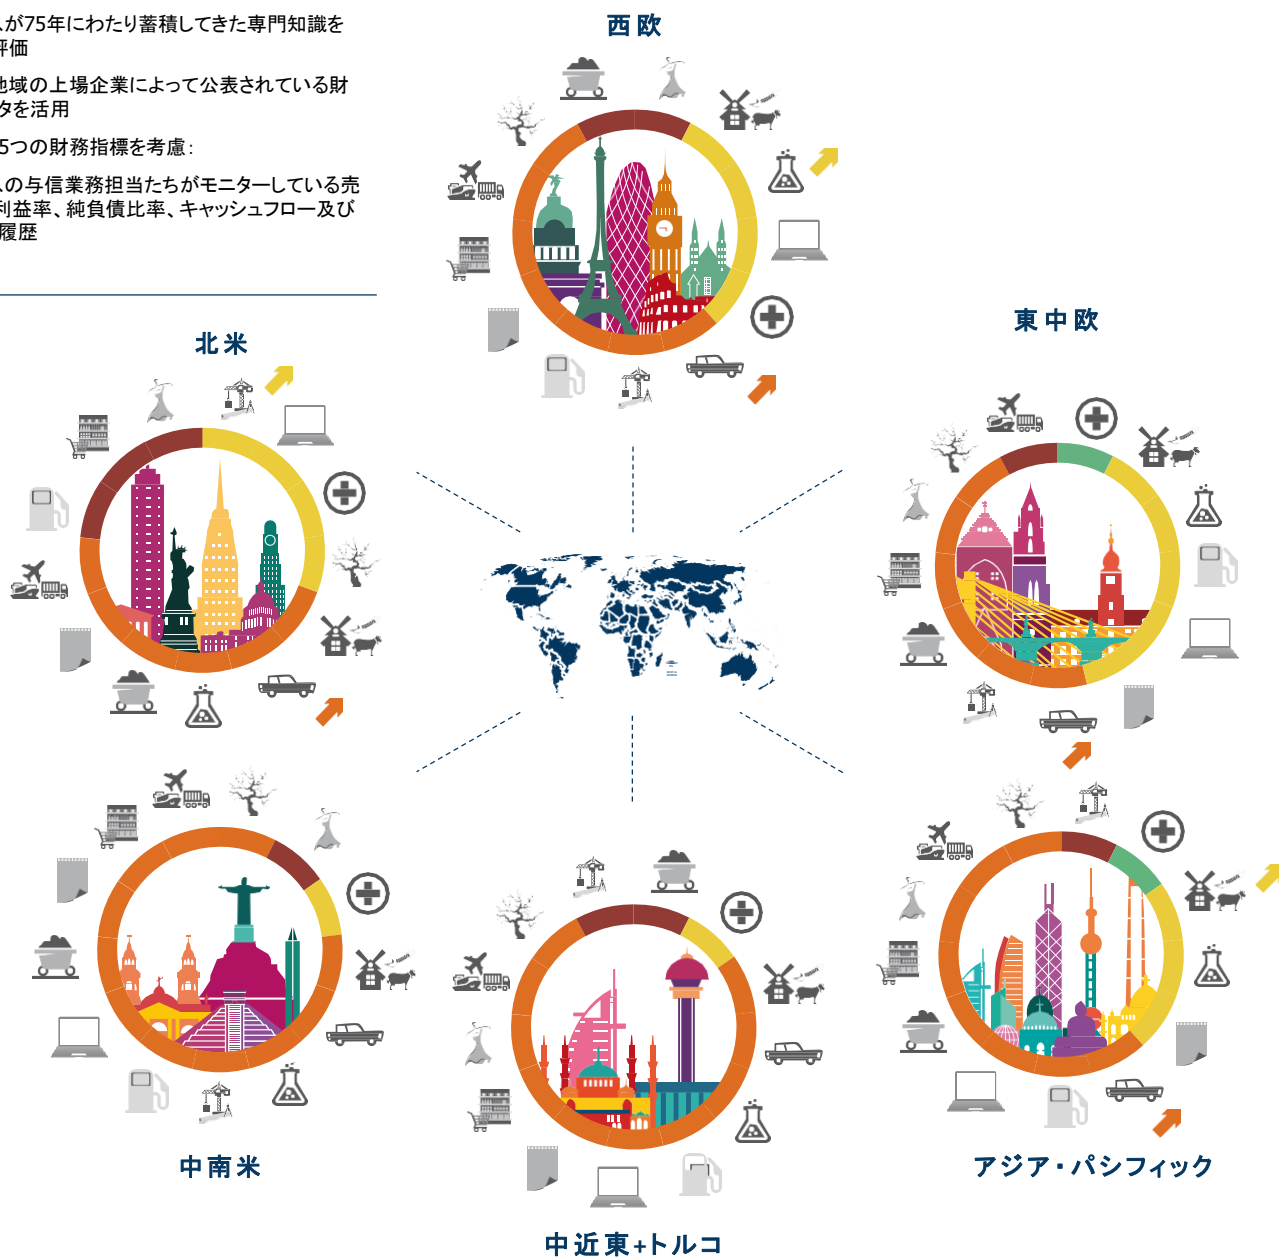 が75年にわたり蓄積してきた専門知識を
評価
地域の上場企業によって公表されている財
タを活用
5つの財務指標を考慮:
の与信業務担当たちがモニターしている売
利益率、純負債比率、キャッシュフロー及び
履歴
西欧
東中欧
北米
中南米
アジア・パシフィック
中近東+トルコ